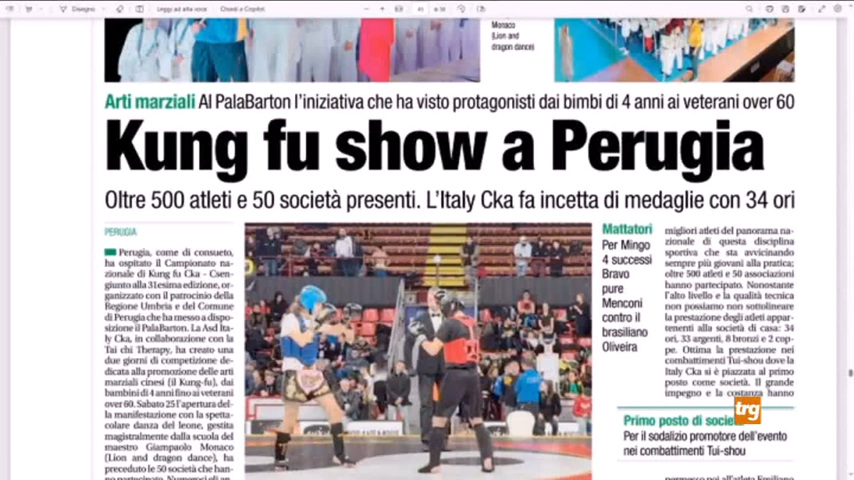 Disegno
Leggi ad alta voce
Chiedi a Copilot
Monaco
(Lion and
dragon dance)
Arti marziali Al PalaBarton l'iniziativa che ha visto protagonisti dai bimbi di 4 anni ai veterani over 60
Kung fu show a Perugia
Oltre 500 atleti e 50 società presenti. L'Italy Cka fa incetta di medaglie con 34 ori
PERUGIA
Perugia, come di consueto,
ha ospitato il Campionato na-
zionale di Kung fu Cka - Csen
giunto alla 31esima edizione, or-
ganizzato con il patrocinio della
Regione Umbria e del Comune
di Perugia che ha messo a dispo-
sizione il PalaBarton. La Asd Ita-
ly Cka, in collaborazione con la
Tai chi Therapy, ha creato una
due giorni di competizione de-
dicata alla promozione delle arti
marziali cinesi (il Kung-fu), dai
bambini di 4 anni fino ai veterani
over 60. Sabato 25 l'apertura del-
la manifestazione con la spetta-
colare danza del leone, gestita
magistralmente dalla scuola del
maestro Giampaolo Monaco
(Lion and dragon dance), ha
preceduto le 50 società che han-
Mattatori
Per Mingo
4 successi
Bravo
pure
Menconi
contro il
brasiliano
Oliveira
migliori atleti del panorama na-
zionale di questa disciplina
sportiva che sta avvicinando
sempre più giovani alla pratica;
oltre 500 atleti e 50 associazioni
hanno partecipato. Nonostante
l'alto livello e la qualità tecnica
non possiamo non sottolineare
la prestazione degli atleti appar-
tenenti alla società di casa: 34
ori, 33 argenti, 8 bronzi e 2 cop-
pe. Ottima la prestazione nei
combattimenti Tui-shou dove la
Italy Cka si è piazzata al primo
posto come società. Il grande
impegno e la costanza hanno
trg
Primo posto di
Per il sodalizio promotore dell'evento
nei combattimenti Tui-shou